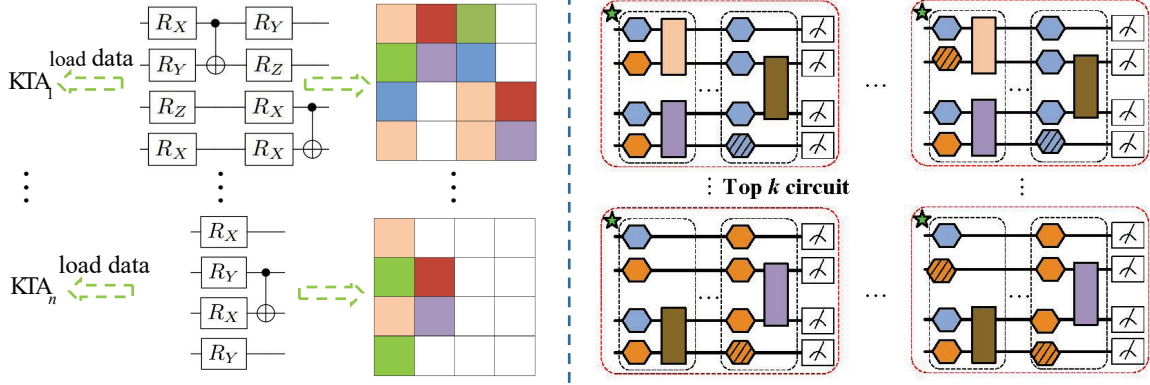 R_X R_Y
load data
R_Y R_Z
KTA_1
R_Z R_X
R_X R_X
⋮ ⋮ ⋮
R_X
load data
R_Y
KTA_n
R_X
R_Y
... ...
...
⋮ Top k circuit ⋮
... ...
...